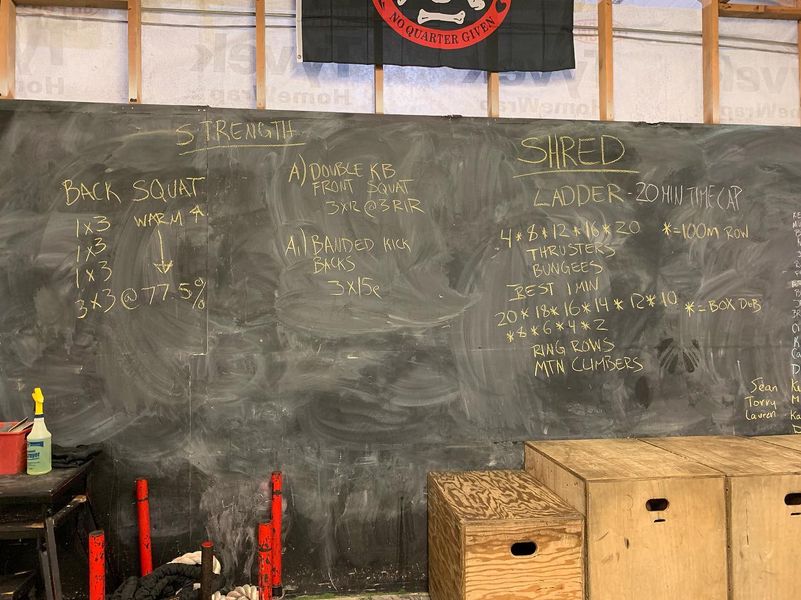 NO QUARTER GIVEN
Tyvek
HomeWrap
STRENGTH
BACK SQUAT
1x3 WARM
1x3
1x3
3x3 @ 77.5%
A) DOUBLE KB
FRONT SQUAT
3x12 @ 3 RIR
A.) BANDED KICK
BACKS
3x15e
SHRED
LADDER - 20 MIN TIME CAP
4 * 8 * 12 * 16 * 20 * = 100M ROW
THRUSTERS
BUNGEES
REST 1 MIN
20 * 18 * 16 * 14 * 12 * 10 * = BOX D&B
* 8 * 6 * 4 * 2
RING ROWS
MTN CLIMBERS
Sean
Torry
Lauren